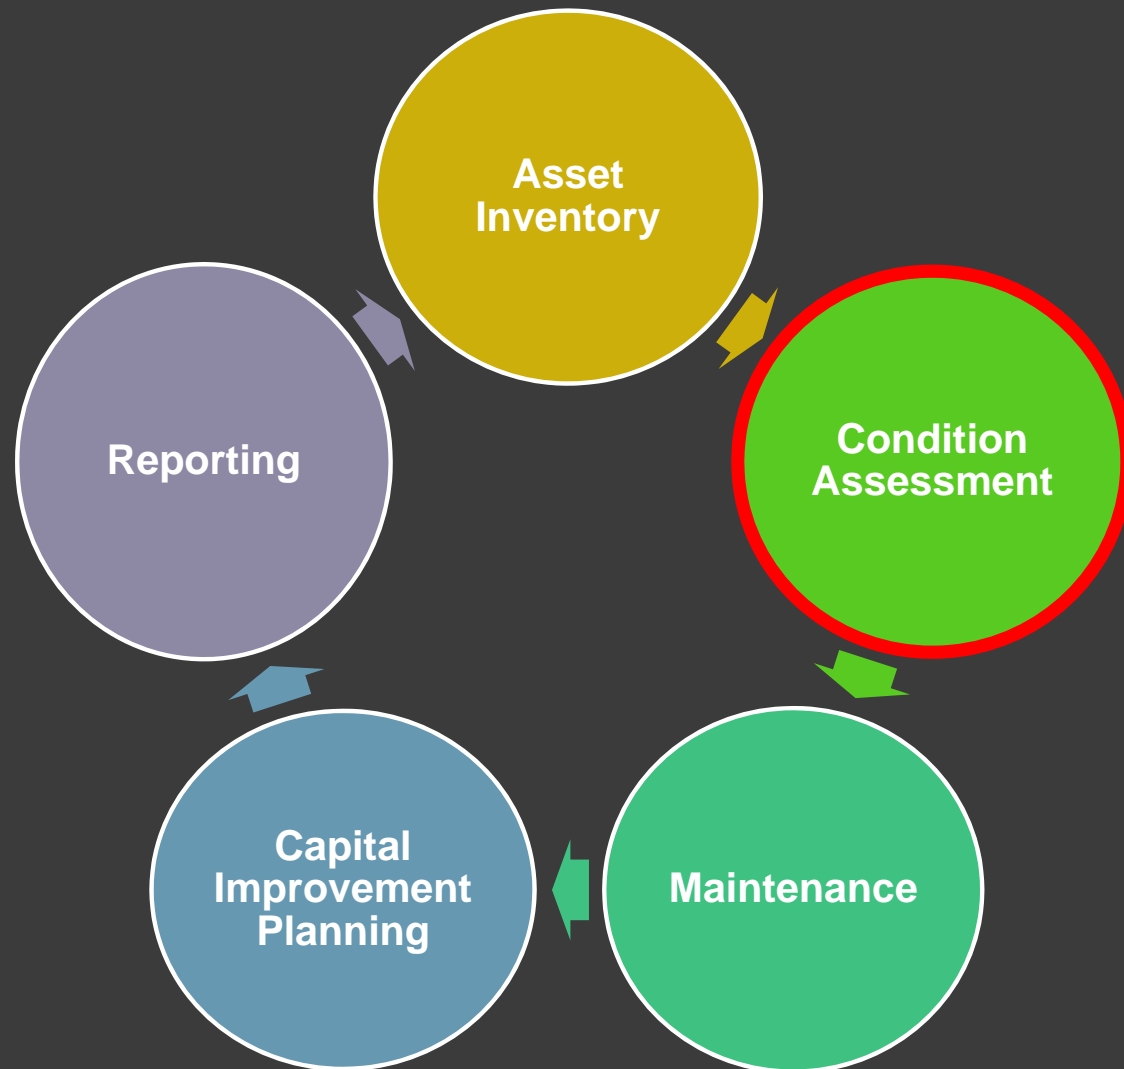 Asset
Inventory
Condition
Assessment
Maintenance
Capital
Improvement
Planning
Reporting